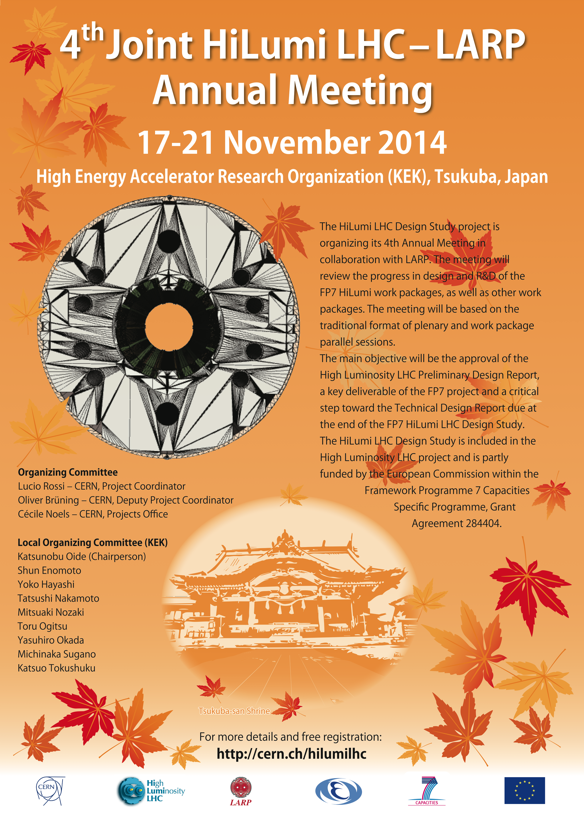 4th Joint HiLumi LHC – LARP
Annual Meeting
17-21 November 2014
High Energy Accelerator Research Organization (KEK), Tsukuba, Japan
The HiLumi LHC Design Study project is
organizing its 4th Annual Meeting in
collaboration with LARP. The meeting will
review the progress in design and R&D of the
FP7 HiLumi work packages, as well as other work
packages. The meeting will be based on the
traditional format of plenary and work package
parallel sessions.
The main objective will be the approval of the
High Luminosity LHC Preliminary Design Report,
a key deliverable of the FP7 project and a critical
step toward the Technical Design Report due at
the end of the FP7 HiLumi LHC Design Study.
The HiLumi LHC Design Study is included in the
High Luminosity LHC project and is partly
funded by the European Commission within the
Framework Programme 7 Capacities
Specific Programme, Grant
Agreement 284404.
Organizing Committee
Lucio Rossi – CERN, Project Coordinator
Oliver Brüning – CERN, Deputy Project Coordinator
Cécile Noels – CERN, Projects Office
Local Organizing Committee (KEK)
Katsunobu Oide (Chairperson)
Shun Enomoto
Yoko Hayashi
Tatsushi Nakamoto
Mitsuaki Nozaki
Toru Ogitsu
Yasuhiro Okada
Michinaka Sugano
Katsuo Tokushuku
Tsukuba-san Shrine
For more details and free registration:
http://cern.ch/hilumilhc
CERN
High
Luminosity
LHC
LARP
7
CAPACITIES